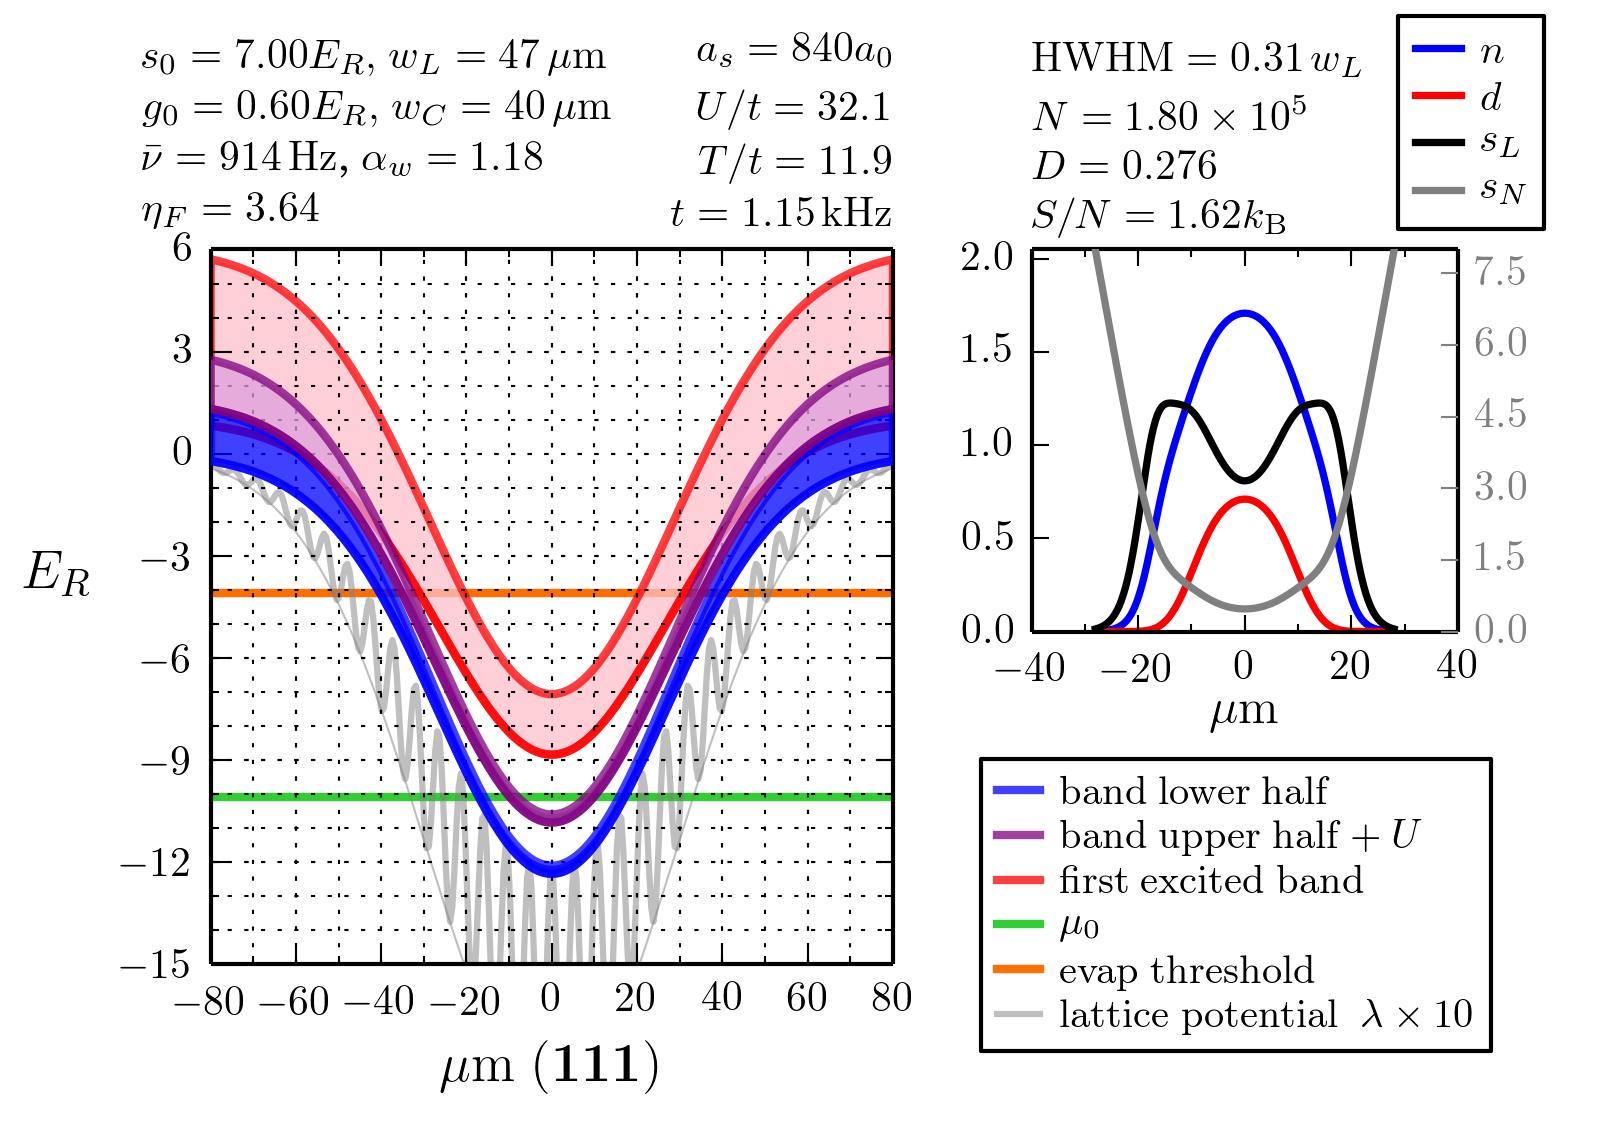 s₀ = 7.00E_R, w_L = 47 μm
g₀ = 0.60E_R, w_C = 40 μm
ν̄ = 914 Hz, α_w = 1.18
η_F = 3.64
a_s = 840a₀
U/t = 32.1
T/t = 11.9
t = 1.15 kHz
HWHM = 0.31 w_L
N = 1.80 × 10⁵
D = 0.276
S/N = 1.62k_B
n
d
s_L
s_N
6
3
0
−3
−6
−9
−12
−15
E_R
−80 −60 −40 −20 0 20 40 60 80
μm (111)
2.0
1.5
1.0
0.5
0.0
7.5
6.0
4.5
3.0
1.5
0.0
−40 −20 0 20 40
μm
band lower half
band upper half + U
first excited band
μ₀
evap threshold
lattice potential λ × 10